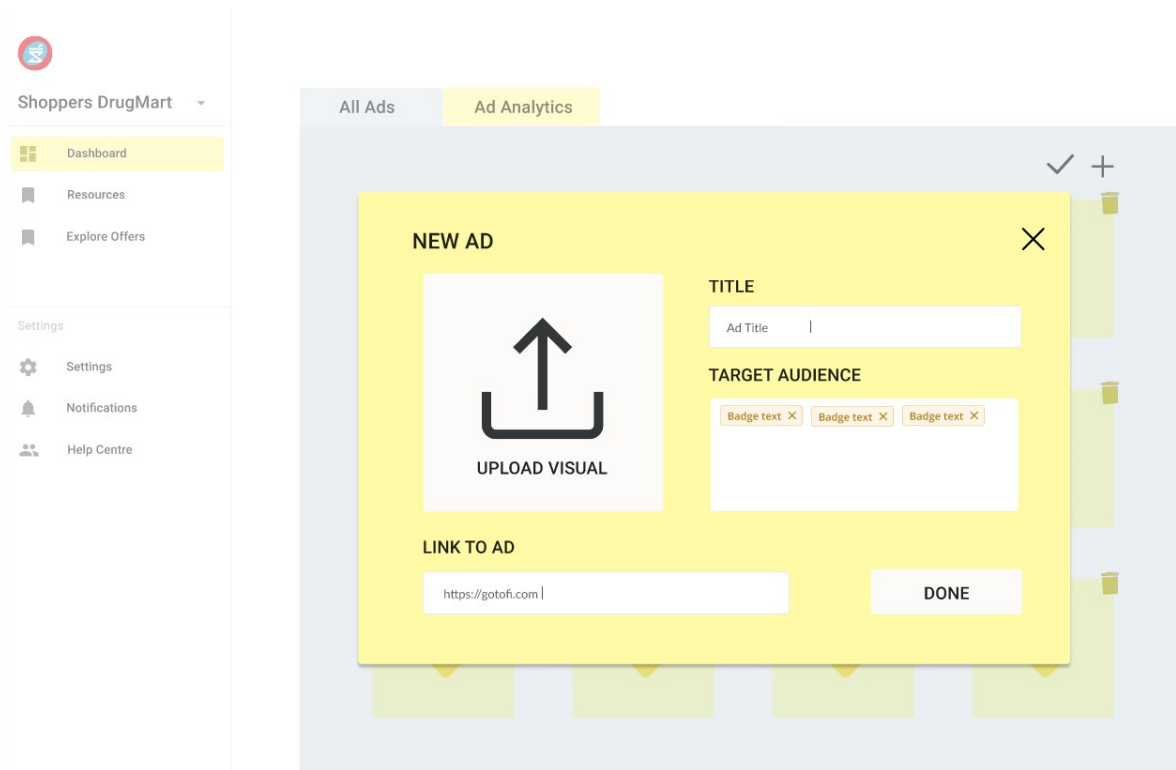 Shoppers DrugMart
All Ads
Ad Analytics
Dashboard
Resources
Explore Offers
Settings
Settings
Notifications
Help Centre
NEW AD
UPLOAD VISUAL
TITLE
Ad Title
TARGET AUDIENCE
Badge text Badge text Badge text
LINK TO AD
https://gotofi.com
DONE